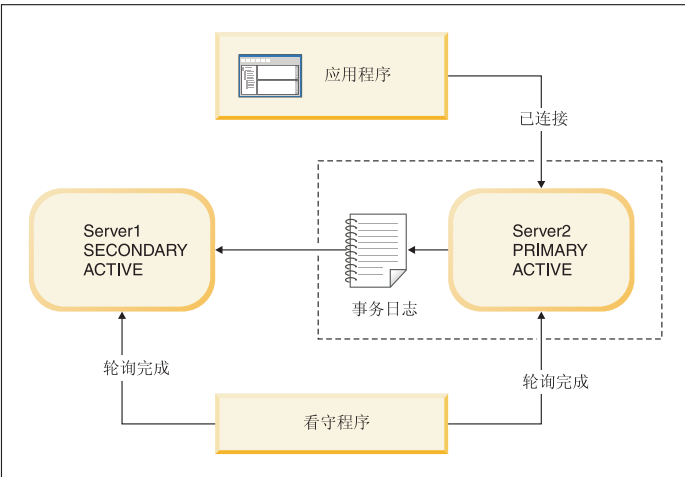 应用程序
已连接
Server1
SECONDARY
ACTIVE
Server2
PRIMARY
ACTIVE
事务日志
轮询完成
轮询完成
看守程序